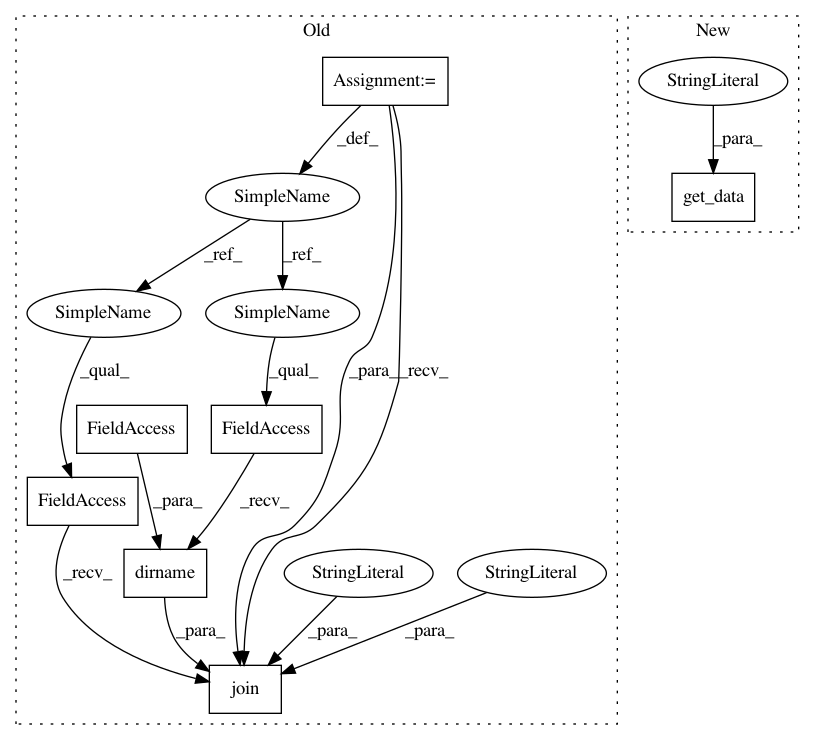 Old
New
Assignment:=
StringLiteral
_def_
_para_
SimpleName
get_data
_ref_
_ref_
SimpleName
SimpleName
_qual_
_qual_
_para_
_recv_
FieldAccess
FieldAccess
FieldAccess
_para_
_recv_
_recv_
dirname
StringLiteral
StringLiteral
_para_
_para_
_para_
join